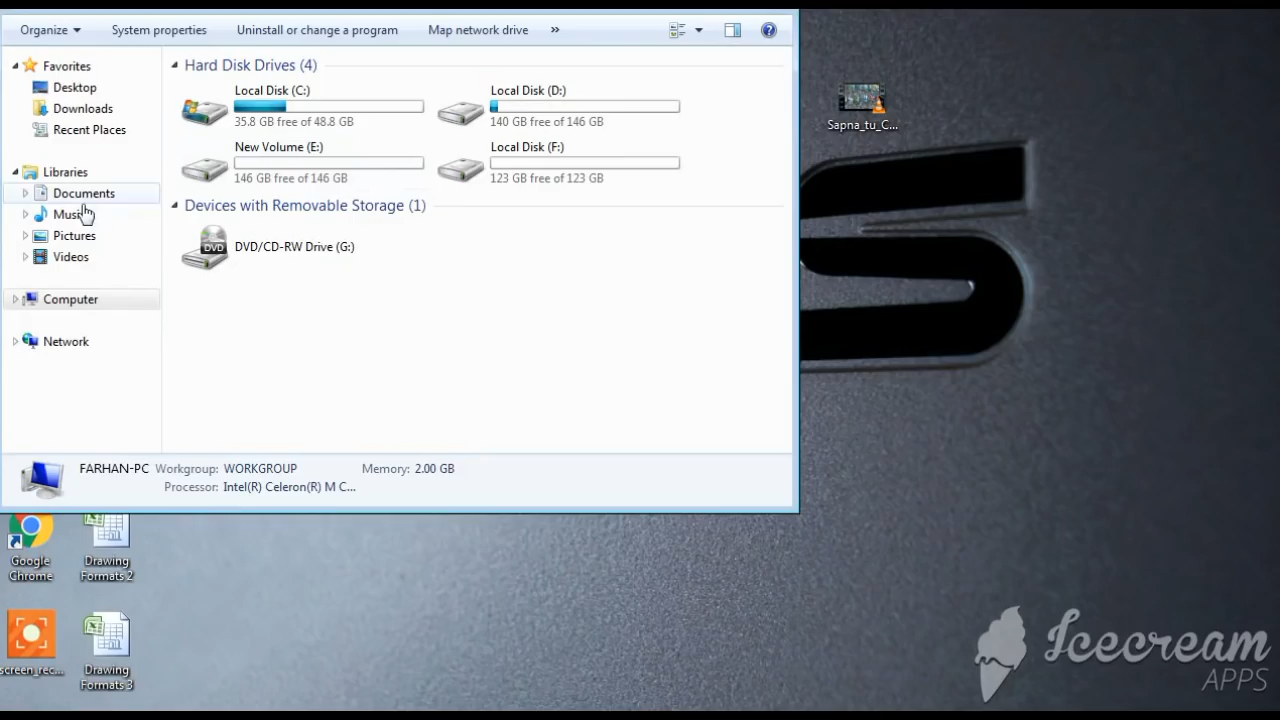 Organize System properties Uninstall or change a program Map network drive »
Favorites
Desktop
Downloads
Recent Places
Libraries
Documents
Music
Pictures
Videos
Computer
Network
Hard Disk Drives (4)
Local Disk (C:)
35.8 GB free of 48.8 GB
Local Disk (D:)
140 GB free of 146 GB
New Volume (E:)
146 GB free of 146 GB
Local Disk (F:)
123 GB free of 123 GB
Devices with Removable Storage (1)
DVD
DVD/CD-RW Drive (G:)
FARHAN-PC Workgroup: WORKGROUP Memory: 2.00 GB
Processor: Intel(R) Celeron(R) M C...
Sapna_tu_C...
Google
Chrome
Drawing
Formats 2
screen_rec...
Drawing
Formats 3
S
Icecream
APPS